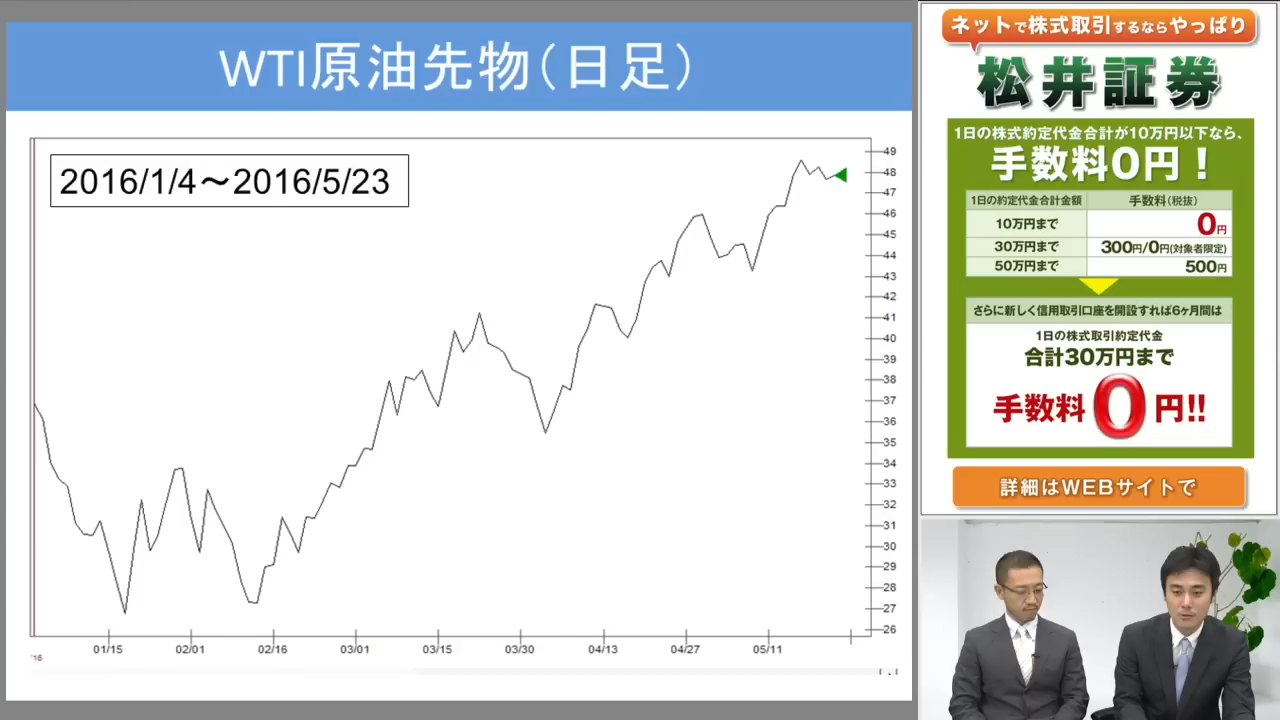 WTI原油先物(日足)
2016/1/4～2016/5/23
49
48
47
46
45
44
43
42
41
40
39
38
37
36
35
34
33
32
31
30
29
28
27
26
01/15 02/01 02/16 03/01 03/15 03/30 04/13 04/27 05/11
'16
ネットで株式取引するならやっぱり
松井証券
1日の株式約定代金合計が10万円以下なら、
手数料0円！
1日の約定代金合計金額 手数料(税抜)
10万円まで 0円
30万円まで 300円/0円(対象者限定)
50万円まで 500円
さらに新しく信用取引口座を開設すれば6ヶ月間は
1日の株式取引約定代金
合計30万円まで
手数料0円!!
詳細はWEBサイトで